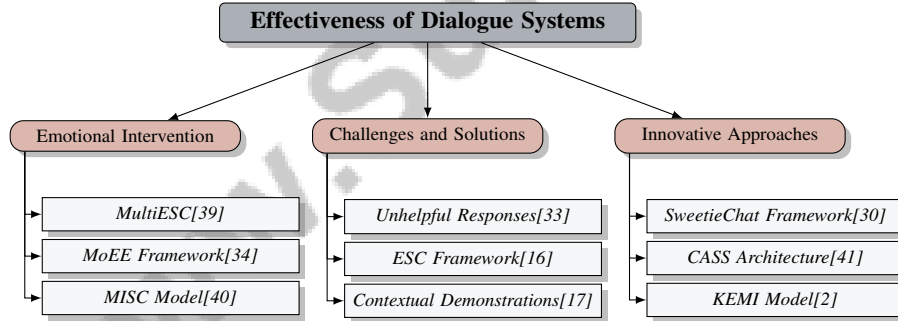 Effectiveness of Dialogue Systems
Emotional Intervention
Challenges and Solutions
Innovative Approaches
MultiESC[39]
MoEE Framework[34]
MISC Model[40]
Unhelpful Responses[33]
ESC Framework[16]
Contextual Demonstrations[17]
SweetieChat Framework[30]
CASS Architecture[41]
KEMI Model[2]